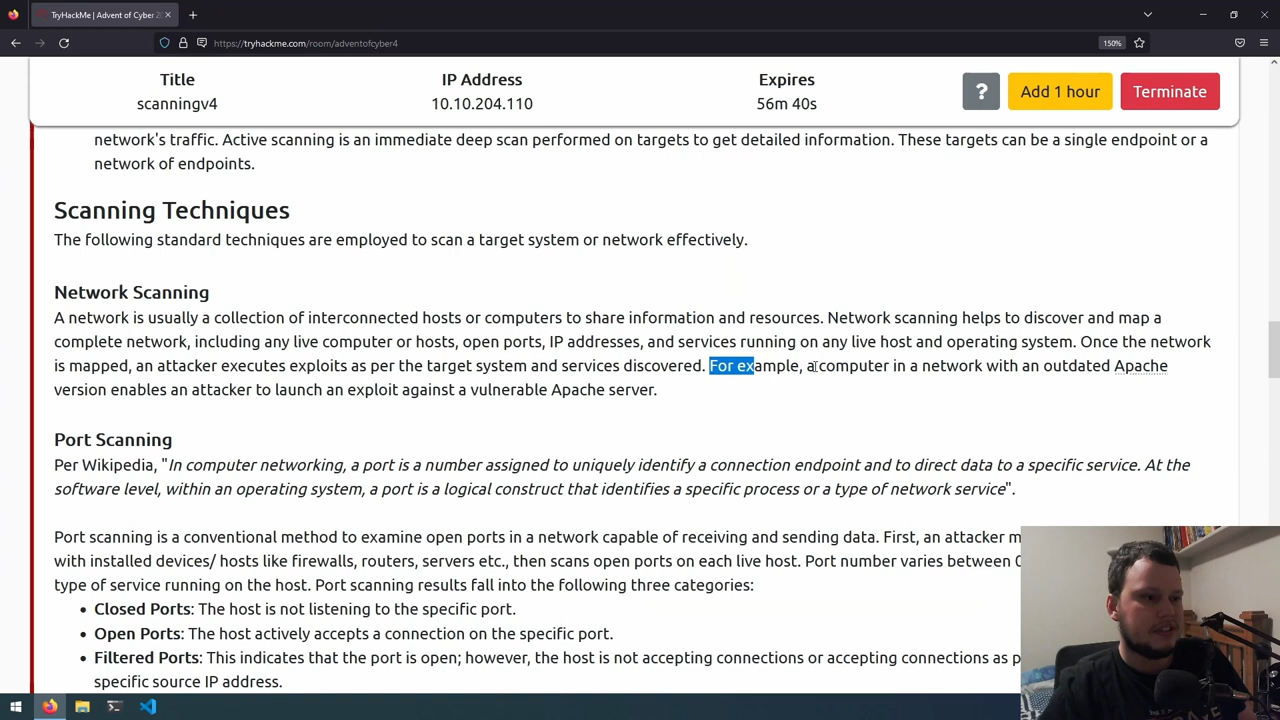 TryHackMe | Advent of Cyber 2
https://tryhackme.com/room/adventofcyber4
150%
Title
IP Address
Expires
scanningv4
10.10.204.110
56m 40s
?
Add 1 hour
Terminate
network's traffic. Active scanning is an immediate deep scan performed on targets to get detailed information. These targets can be a single endpoint or a
network of endpoints.
Scanning Techniques
The following standard techniques are employed to scan a target system or network effectively.
Network Scanning
A network is usually a collection of interconnected hosts or computers to share information and resources. Network scanning helps to discover and map a
complete network, including any live computer or hosts, open ports, IP addresses, and services running on any live host and operating system. Once the network
is mapped, an attacker executes exploits as per the target system and services discovered. For example, a computer in a network with an outdated Apache
version enables an attacker to launch an exploit against a vulnerable Apache server.
Port Scanning
Per Wikipedia, "In computer networking, a port is a number assigned to uniquely identify a connection endpoint and to direct data to a specific service. At the
software level, within an operating system, a port is a logical construct that identifies a specific process or a type of network service".
Port scanning is a conventional method to examine open ports in a network capable of receiving and sending data. First, an attacker m
with installed devices/ hosts like firewalls, routers, servers etc., then scans open ports on each live host. Port number varies between 0
type of service running on the host. Port scanning results fall into the following three categories:
• Closed Ports: The host is not listening to the specific port.
• Open Ports: The host actively accepts a connection on the specific port.
• Filtered Ports: This indicates that the port is open; however, the host is not accepting connections or accepting connections as p
specific source IP address.